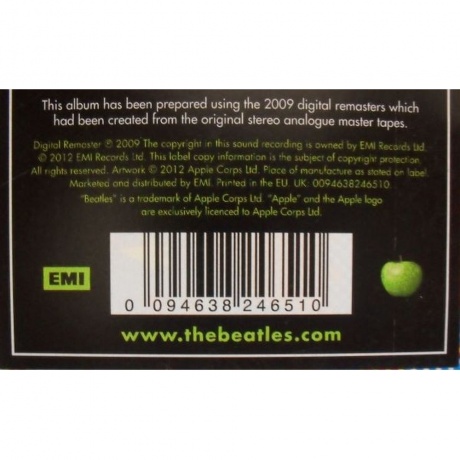 This album has been prepared using the 2009 digital remasters which
had been created from the original stereo analogue master tapes.
Digital Remaster ℗ 2009 The copyright in this sound recording is owned by EMI Records Ltd.
© 2012 EMI Records Ltd. This label copy information is the subject of copyright protection.
All rights reserved. Artwork © 2012 Apple Corps Ltd. Place of manufacture as stated on label.
Marketed and distributed by EMI. Printed in the EU. UK: 0094638246510
"Beatles" is a trademark of Apple Corps Ltd. "Apple" and the Apple logo
are exclusively licenced to Apple Corps Ltd.
EMI
0 094638 246510
www.thebeatles.com